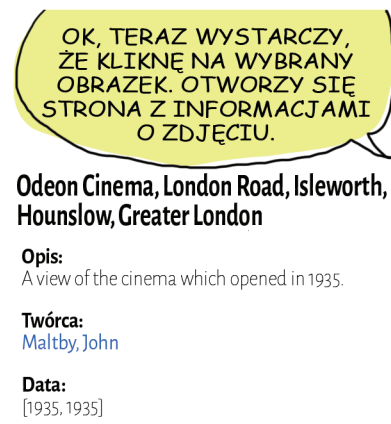 OK, TERAZ WYSTARCZY,
ŻE KLIKNĘ NA WYBRANY
OBRAZEK. OTWORZY SIĘ
STRONA Z INFORMACJAMI
O ZDJĘCIU.
Odeon Cinema, London Road, Isleworth,
Hounslow, Greater London
Opis:
A view of the cinema which opened in 1935.
Twórca:
Maltby, John
Data:
[1935, 1935]